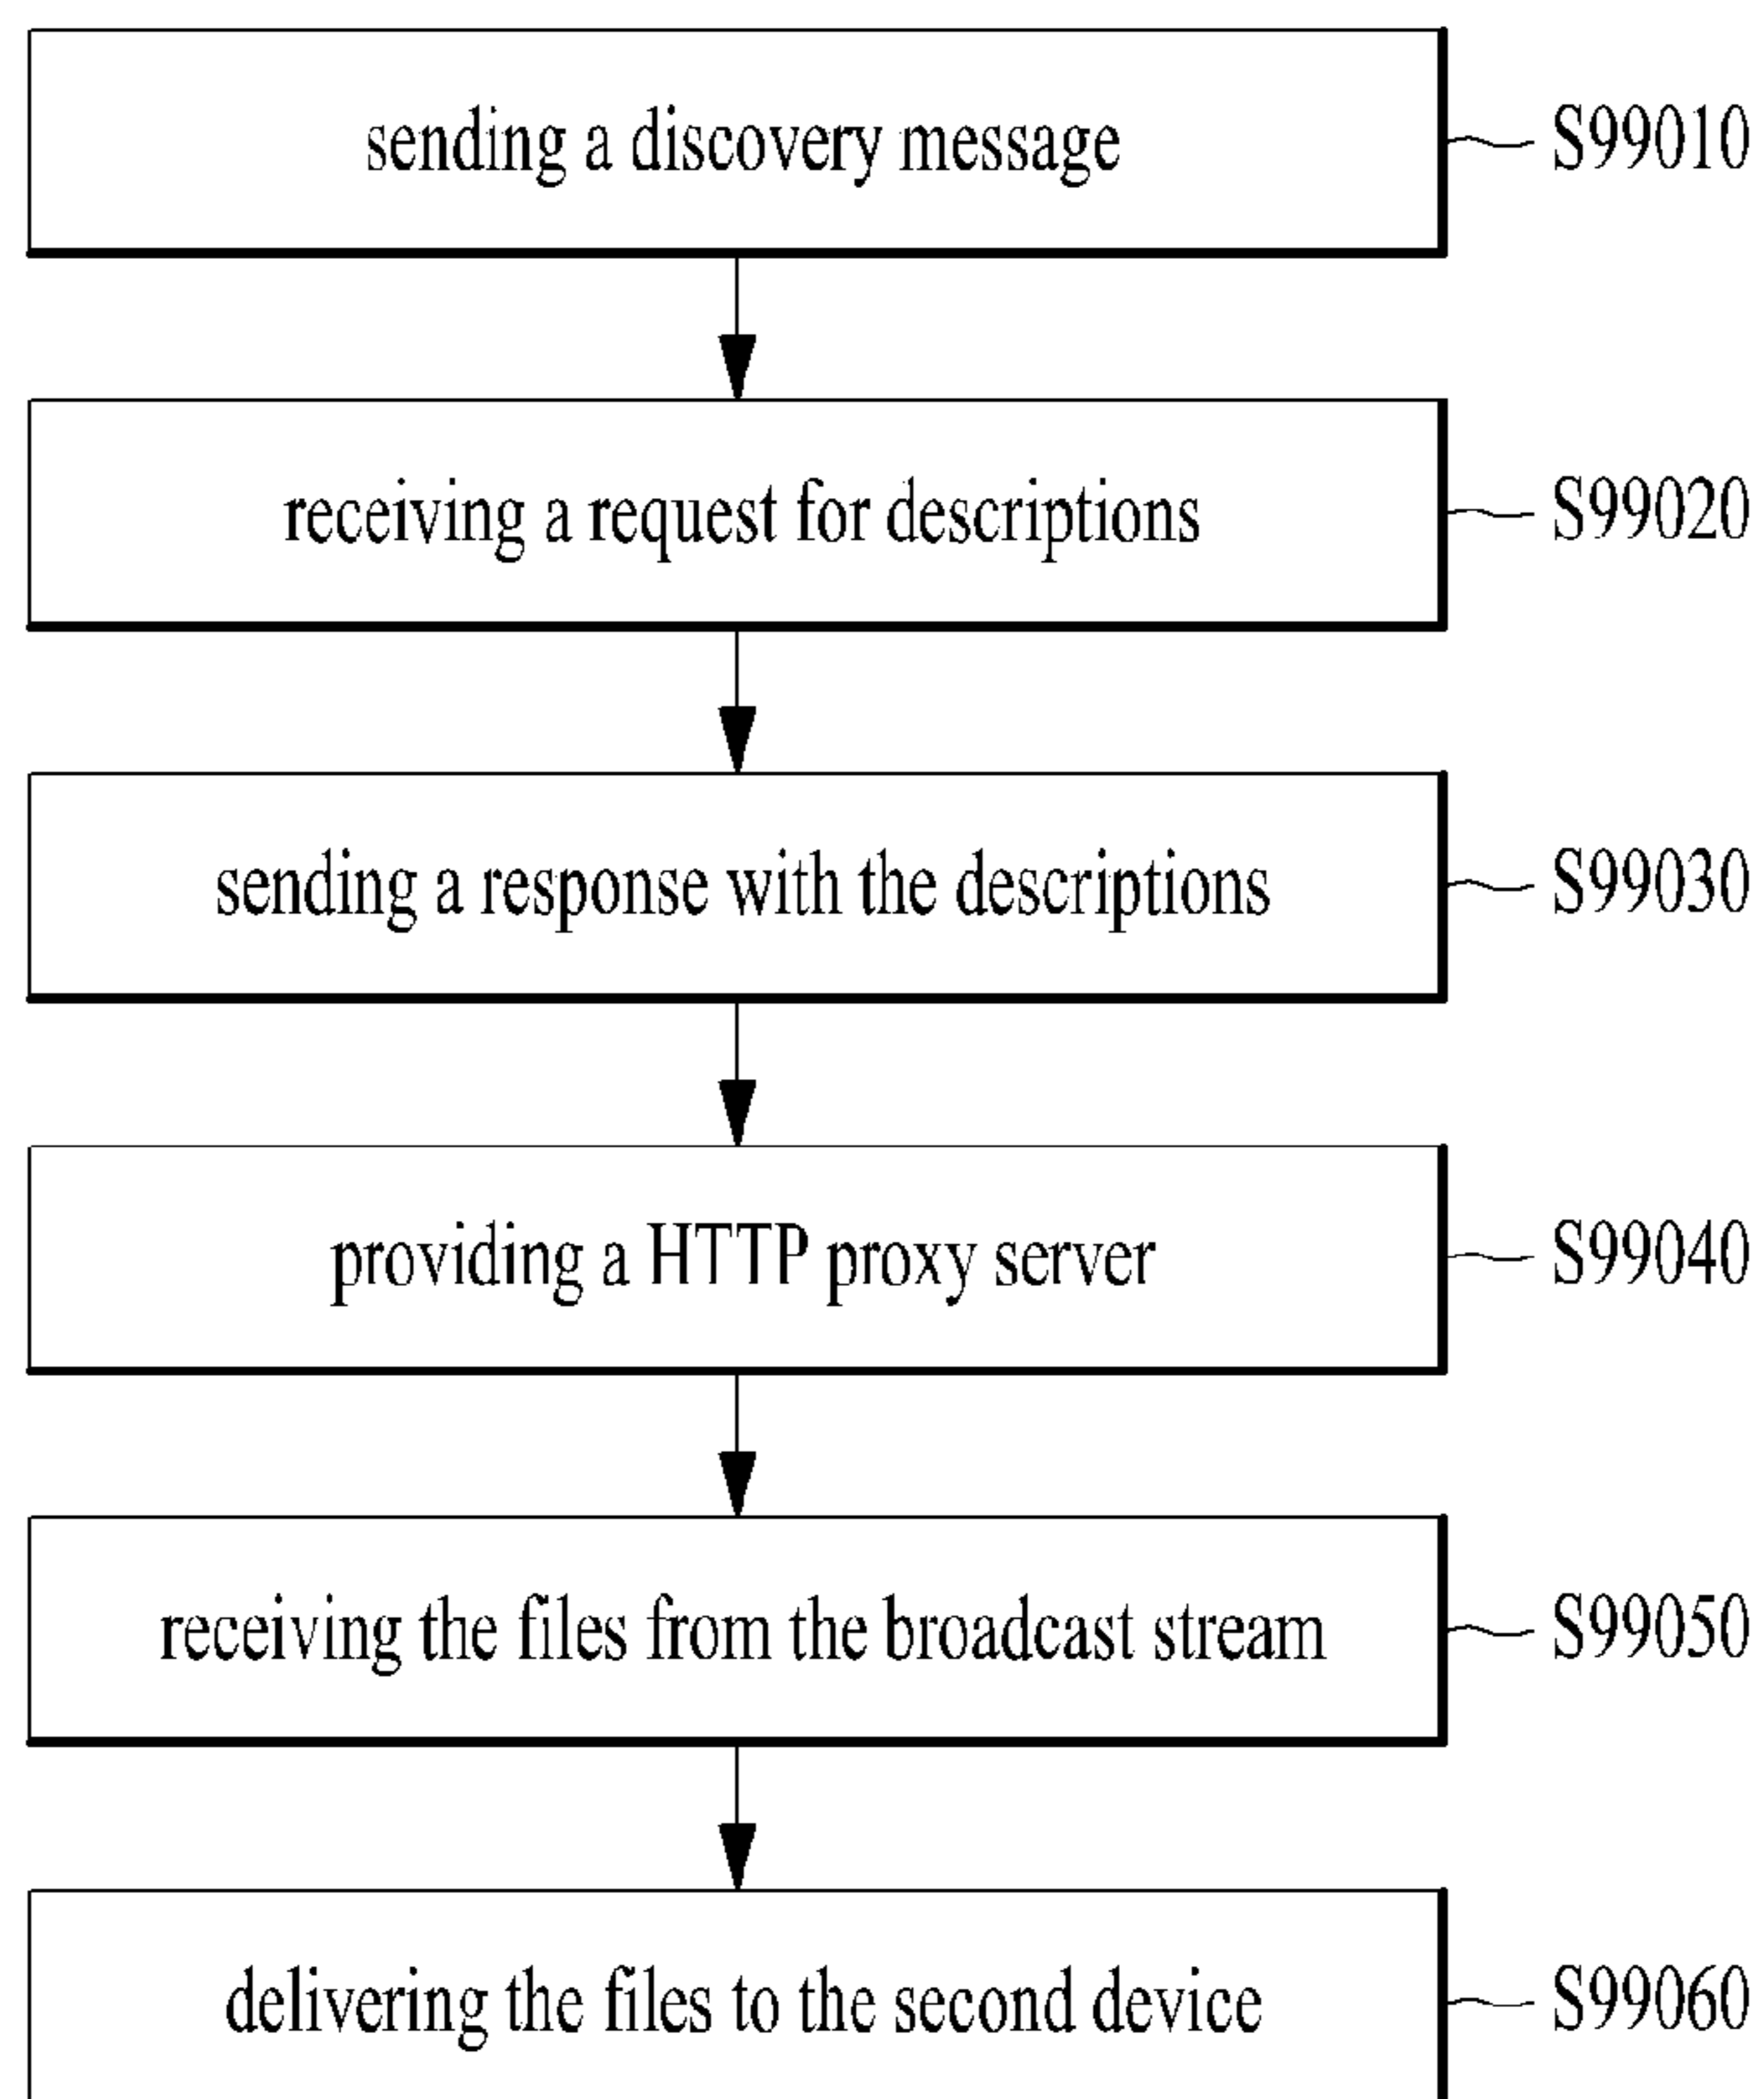 sending a discovery message
S99010
receiving a request for descriptions
S99020
sending a response with the descriptions
S99030
providing a HTTP proxy server
S99040
receiving the files from the broadcast stream
S99050
delivering the files to the second device
S99060